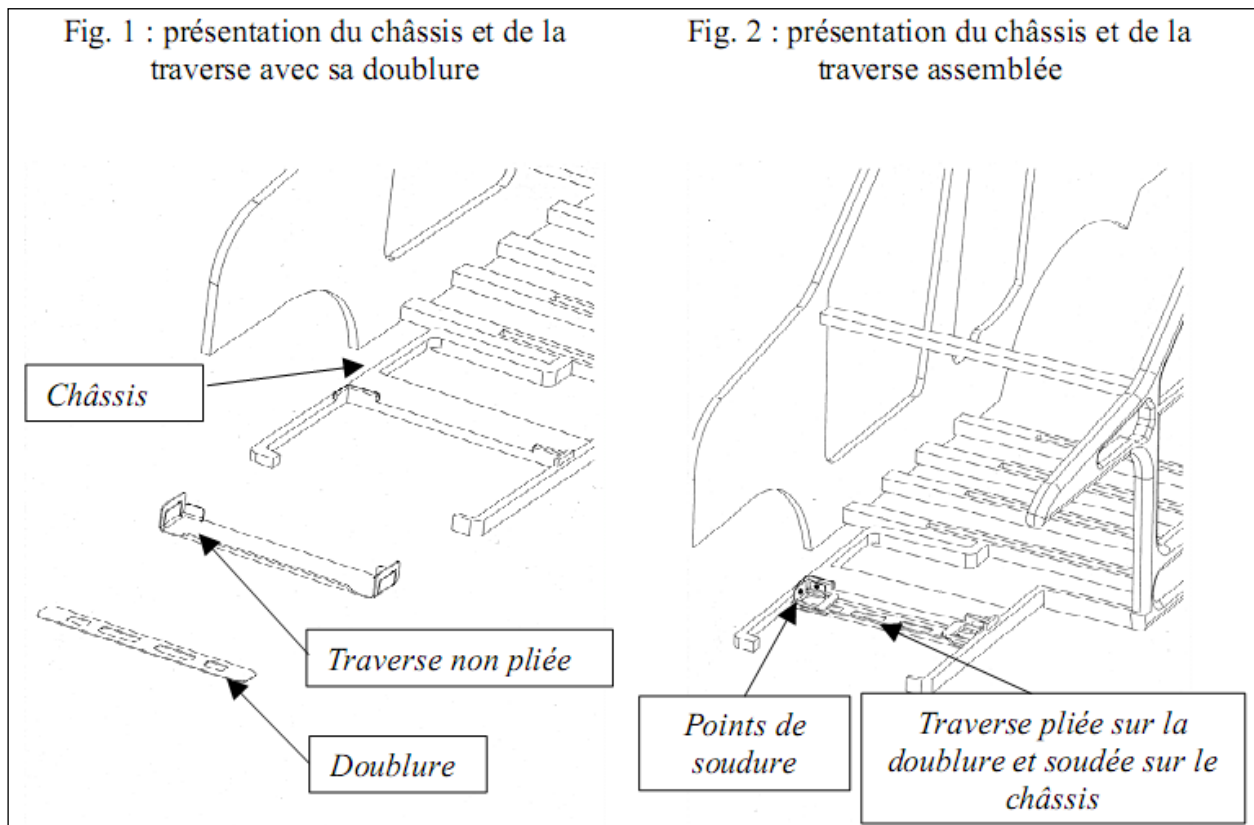 Fig. 1 : présentation du châssis et de la
traverse avec sa doublure
Fig. 2 : présentation du châssis et de la
traverse assemblée
Châssis
Traverse non pliée
Doublure
Points de
soudure
Traverse pliée sur la
doublure et soudée sur le
châssis